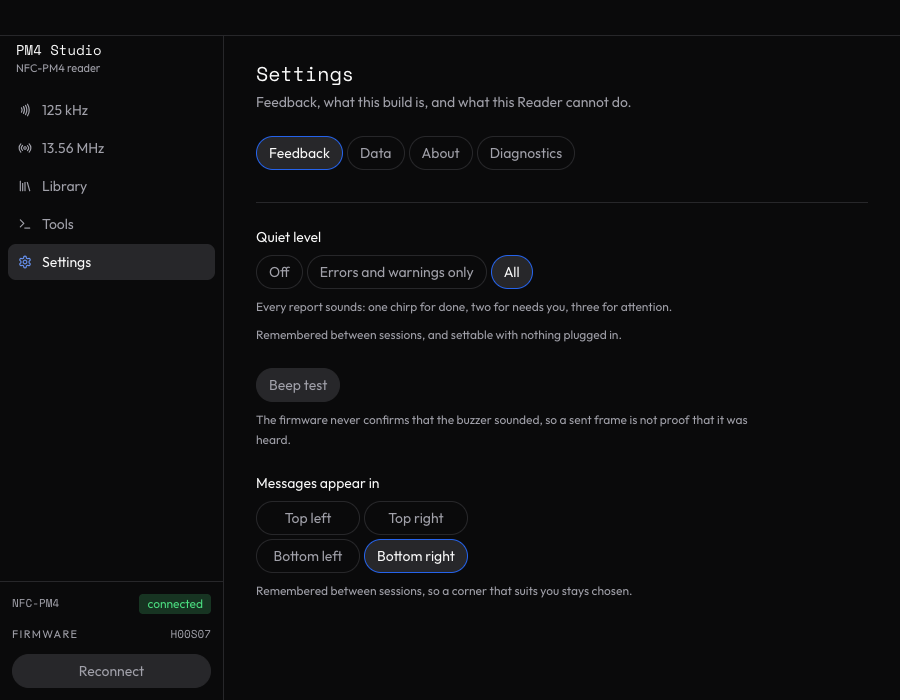 PM4 Studio
NFC-PM4 reader
125 kHz
13.56 MHz
Library
Tools
Settings
NFC-PM4
connected
FIRMWARE
H00S07
Reconnect
Settings
Feedback, what this build is, and what this Reader cannot do.
Feedback
Data
About
Diagnostics
Quiet level
Off
Errors and warnings only
All
Every report sounds: one chirp for done, two for needs you, three for attention.
Remembered between sessions, and settable with nothing plugged in.
Beep test
The firmware never confirms that the buzzer sounded, so a sent frame is not proof that it was
heard.
Messages appear in
Top left
Top right
Bottom left
Bottom right
Remembered between sessions, so a corner that suits you stays chosen.